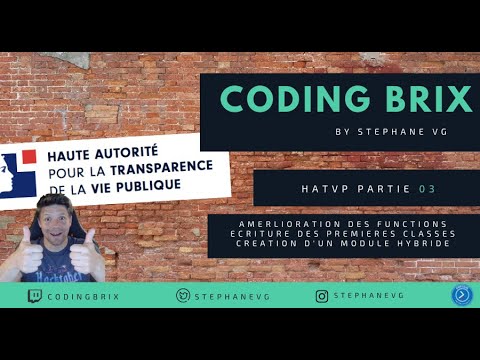 CODING BRIX
BY STEPHANE VG
HAUTE AUTORITÉ
POUR LA TRANSPARENCE
DE LA VIE PUBLIQUE
HATVP PARTIE 03
AMERLIORATION DES FUNCTIONS
ECRITURE DES PREMIERES CLASSES
CREATION D'UN MODULE HYBRIDE
CODINGBRIX
STEPHANEVG
STEPHANEVG